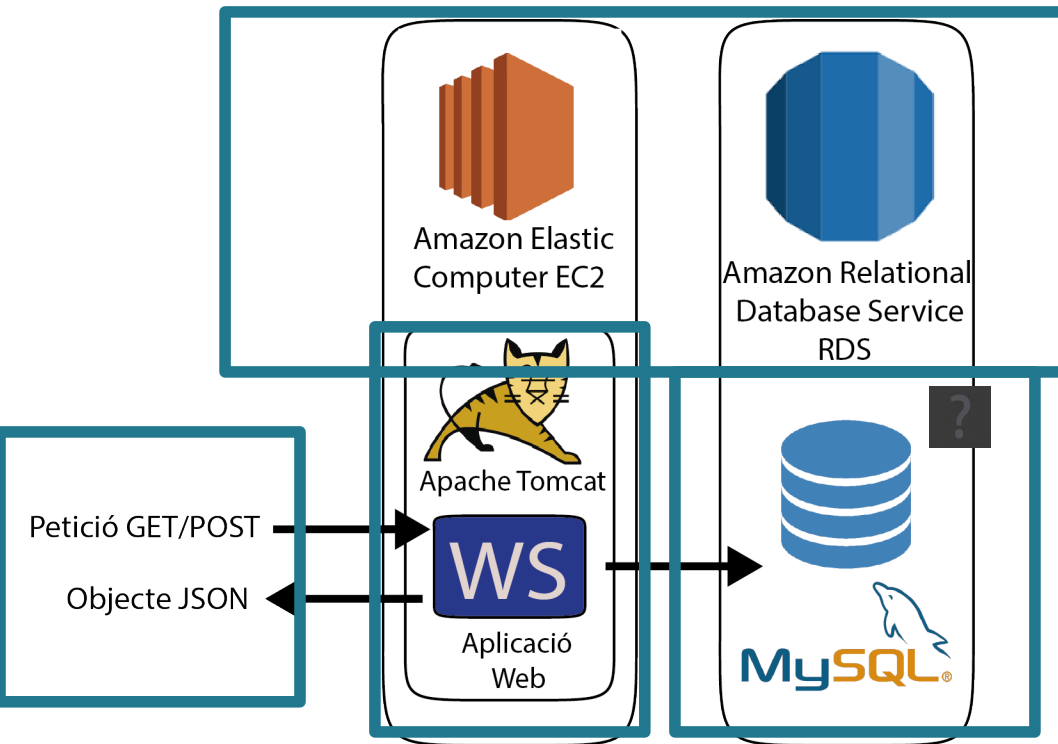 Amazon Elastic
Computer EC2
Amazon Relational
Database Service
RDS
?
Apache Tomcat
Petició GET/POST
Objecte JSON
WS
Aplicació
Web
MySQL®